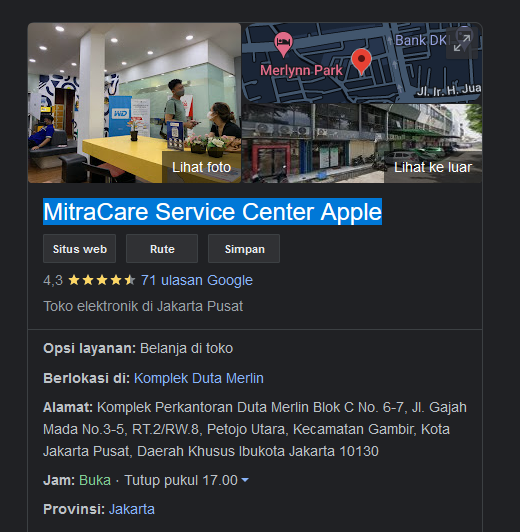 WD
Lihat foto
Bank DKI
Merlynn Park
Jl. Ir. H. Jua
Lihat ke luar
MitraCare Service Center Apple
Situs web
Rute
Simpan
4,3 ★★★★★ 71 ulasan Google
Toko elektronik di Jakarta Pusat
Opsi layanan: Belanja di toko
Berlokasi di: Komplek Duta Merlin
Alamat: Komplek Perkantoran Duta Merlin Blok C No. 6-7, Jl. Gajah
Mada No.3-5, RT.2/RW.8, Petojo Utara, Kecamatan Gambir, Kota
Jakarta Pusat, Daerah Khusus Ibukota Jakarta 10130
Jam: Buka · Tutup pukul 17.00
Provinsi: Jakarta